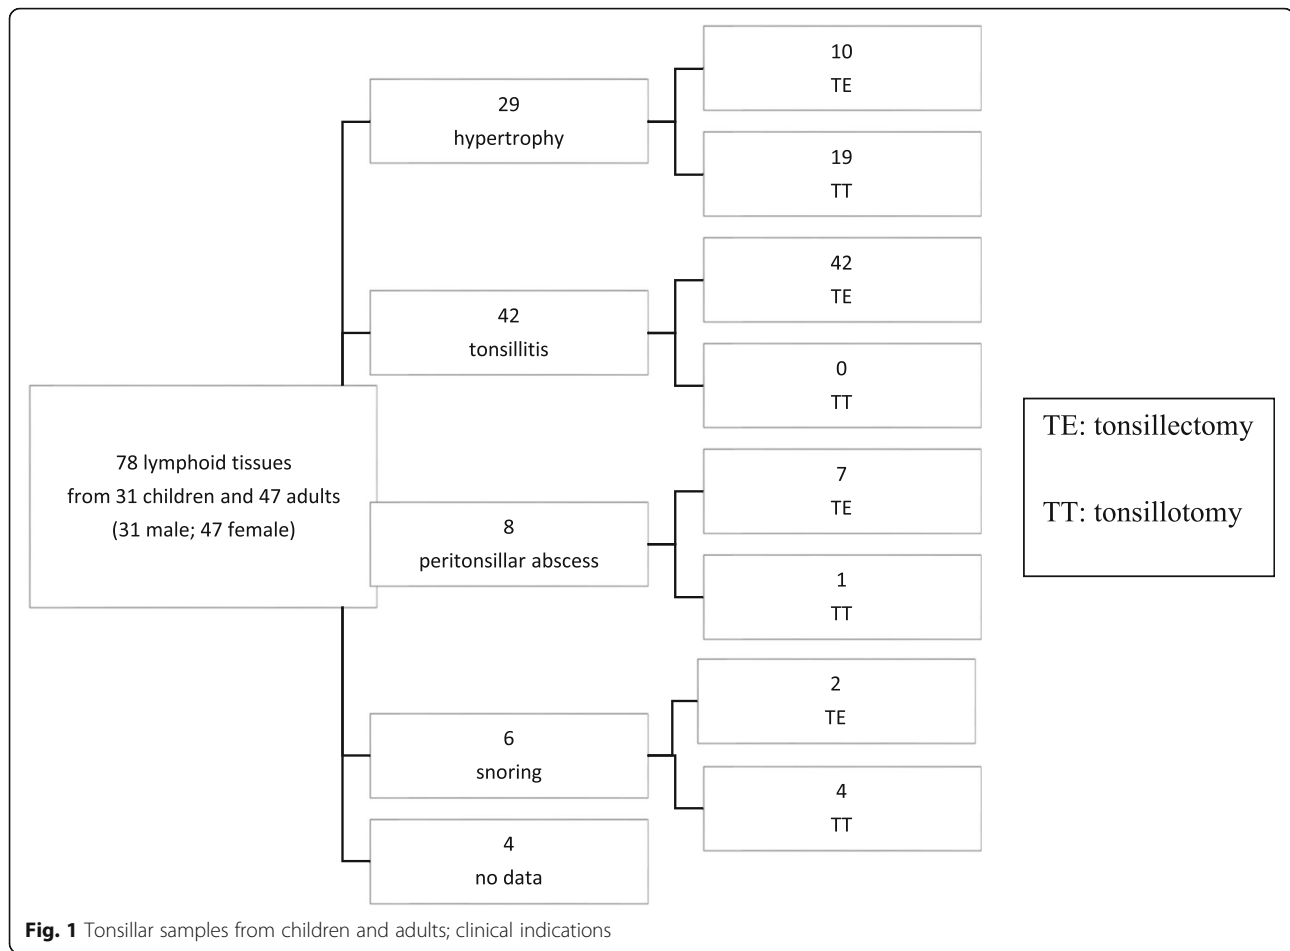 78 lymphoid tissues
from 31 children and 47 adults
(31 male; 47 female)
29
hypertrophy
10
TE
19
TT
42
tonsillitis
42
TE
0
TT
8
peritonsillar abscess
7
TE
1
TT
6
snoring
2
TE
4
TT
4
no data
TE: tonsillectomy
TT: tonsillotomy
Fig. 1 Tonsillar samples from children and adults; clinical indications